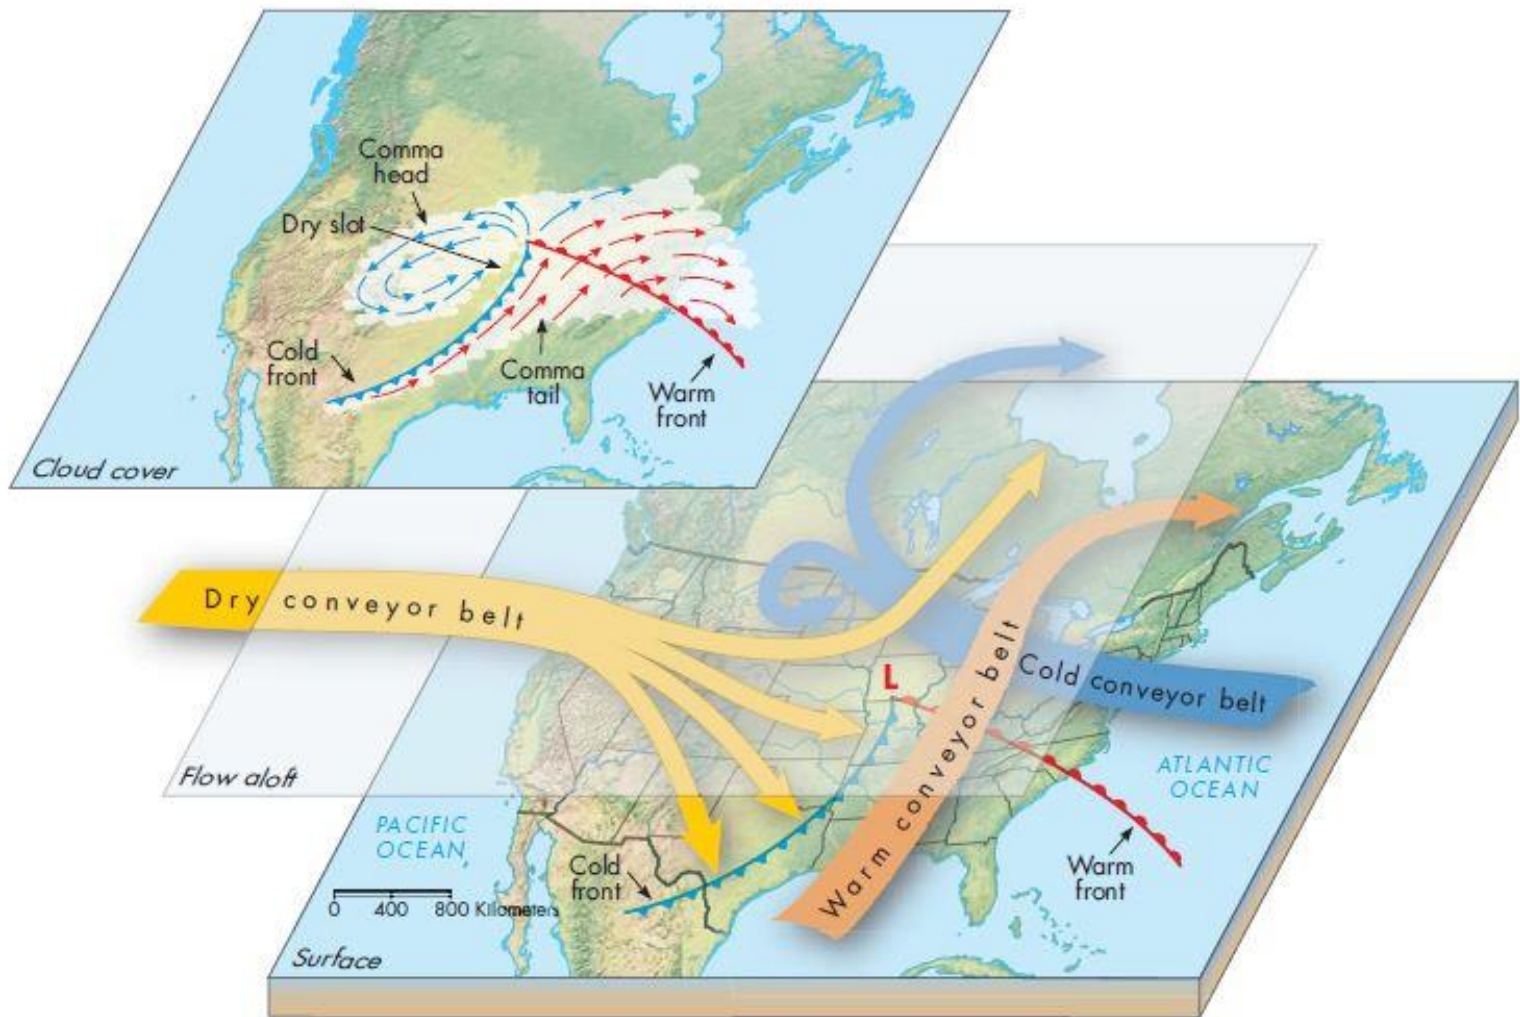 Comma
head
Dry slot
Cold
front
Comma
tail
Warm
front
Cloud cover
Dry conveyor belt
L
Cold conveyor belt
Warm conveyor belt
Flow aloft
ATLANTIC
OCEAN
PACIFIC
OCEAN
Cold
front
Warm
front
0 400 800 Kilometers
Surface